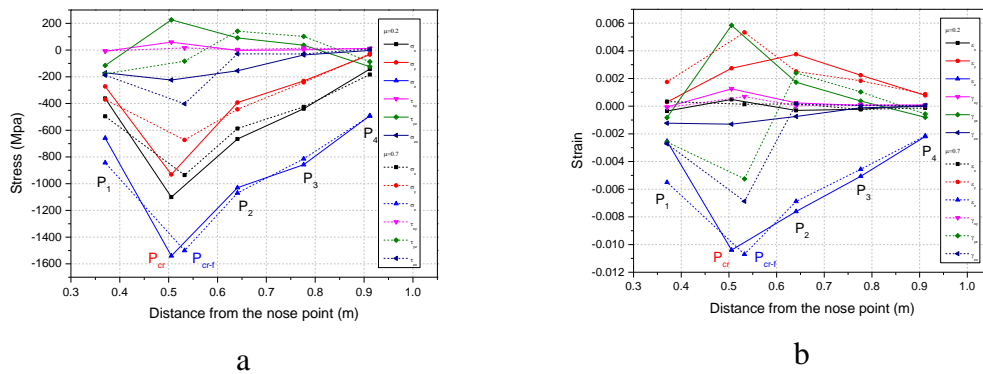 a
Stress (Mpa)
200
0
-200
-400
-600
-800
-1000
-1200
-1400
-1600
0.3 0.4 0.5 0.6 0.7 0.8 0.9 1.0
Distance from the nose point (m)
P1
Pcr
Pcr-f
P2
P3
P4
μ=0.2
μ=0.7
a
b
Strain
0.006
0.004
0.002
0.000
-0.002
-0.004
-0.006
-0.008
-0.010
-0.012
0.3 0.4 0.5 0.6 0.7 0.8 0.9 1.0
Distance from the nose point (m)
P1
Pcr
Pcr-f
P2
P3
P4
μ=0.2
μ=0.7
b